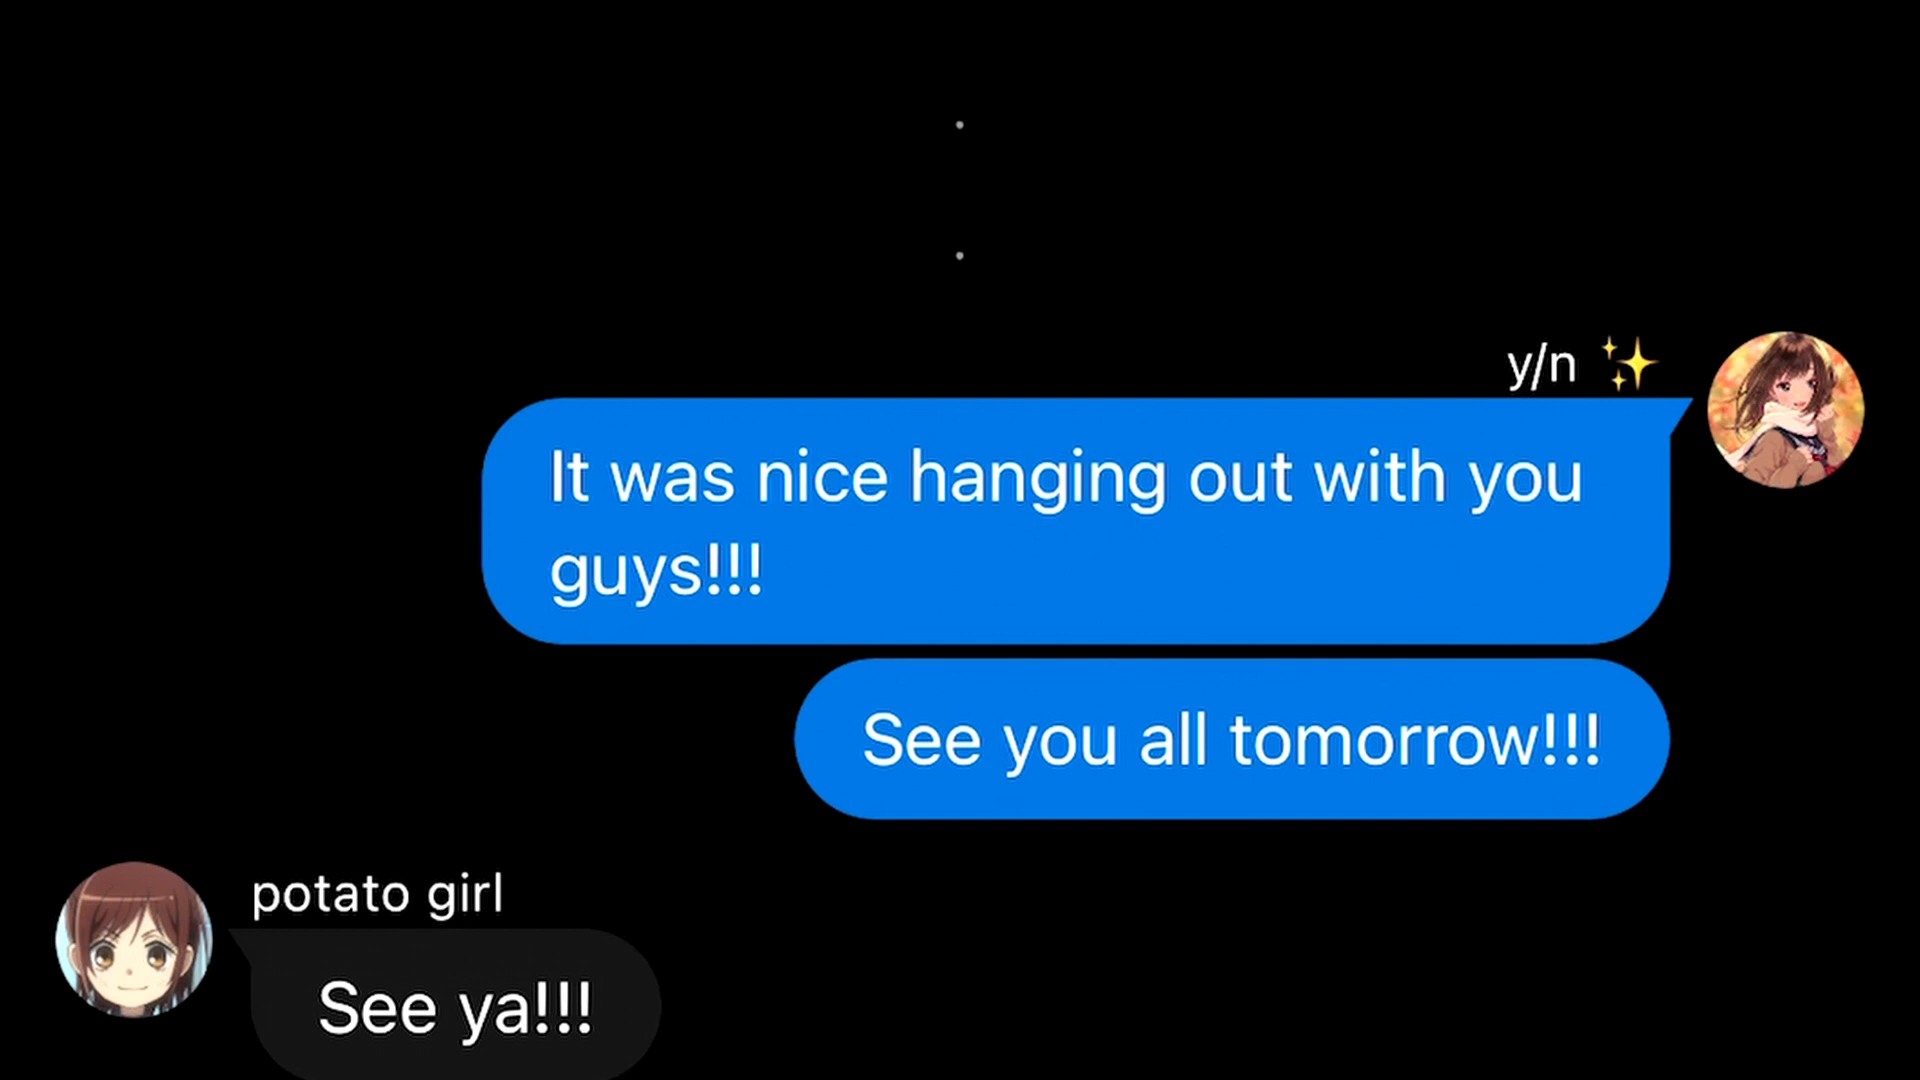 .
.
y/n ✨
It was nice hanging out with you
guys!!!
See you all tomorrow!!!
potato girl
See ya!!!